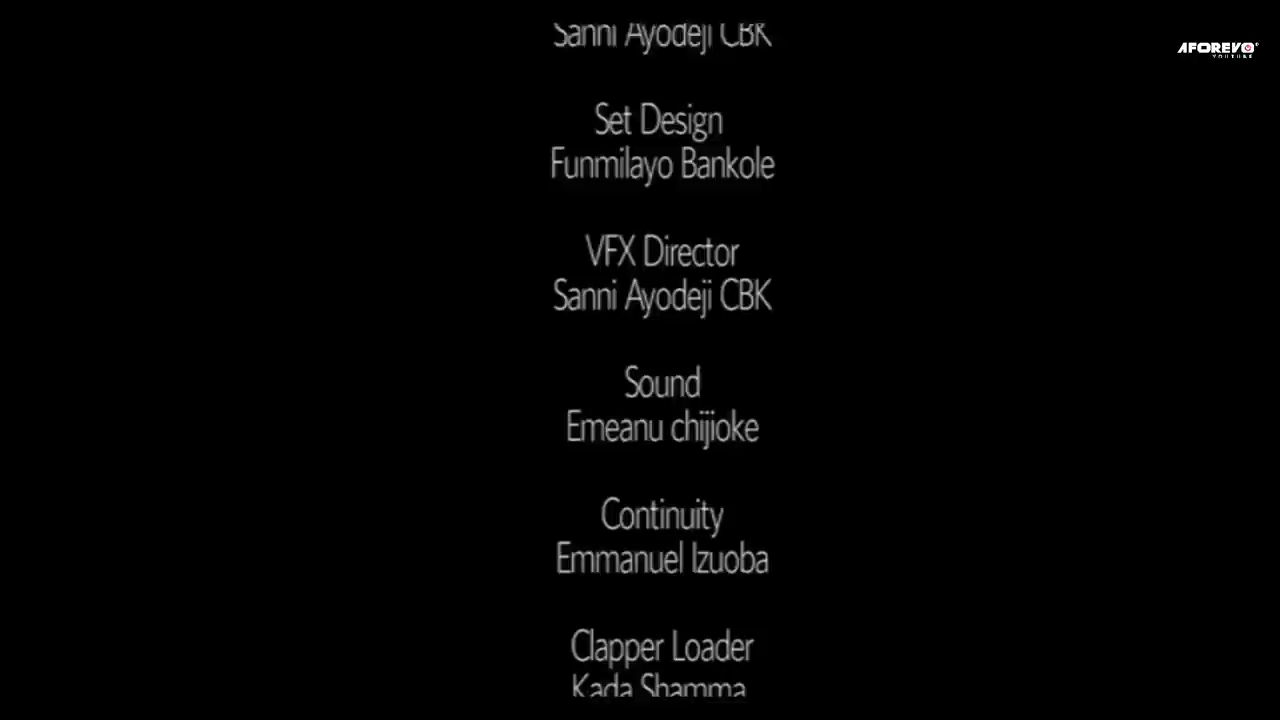 Sanni Ayodeji CBK
AFOREVO
YOUTUBE
Set Design
Funmilayo Bankole
VFX Director
Sanni Ayodeji CBK
Sound
Emeanu chijioke
Continuity
Emmanuel Izuoba
Clapper Loader
Kada Shamma